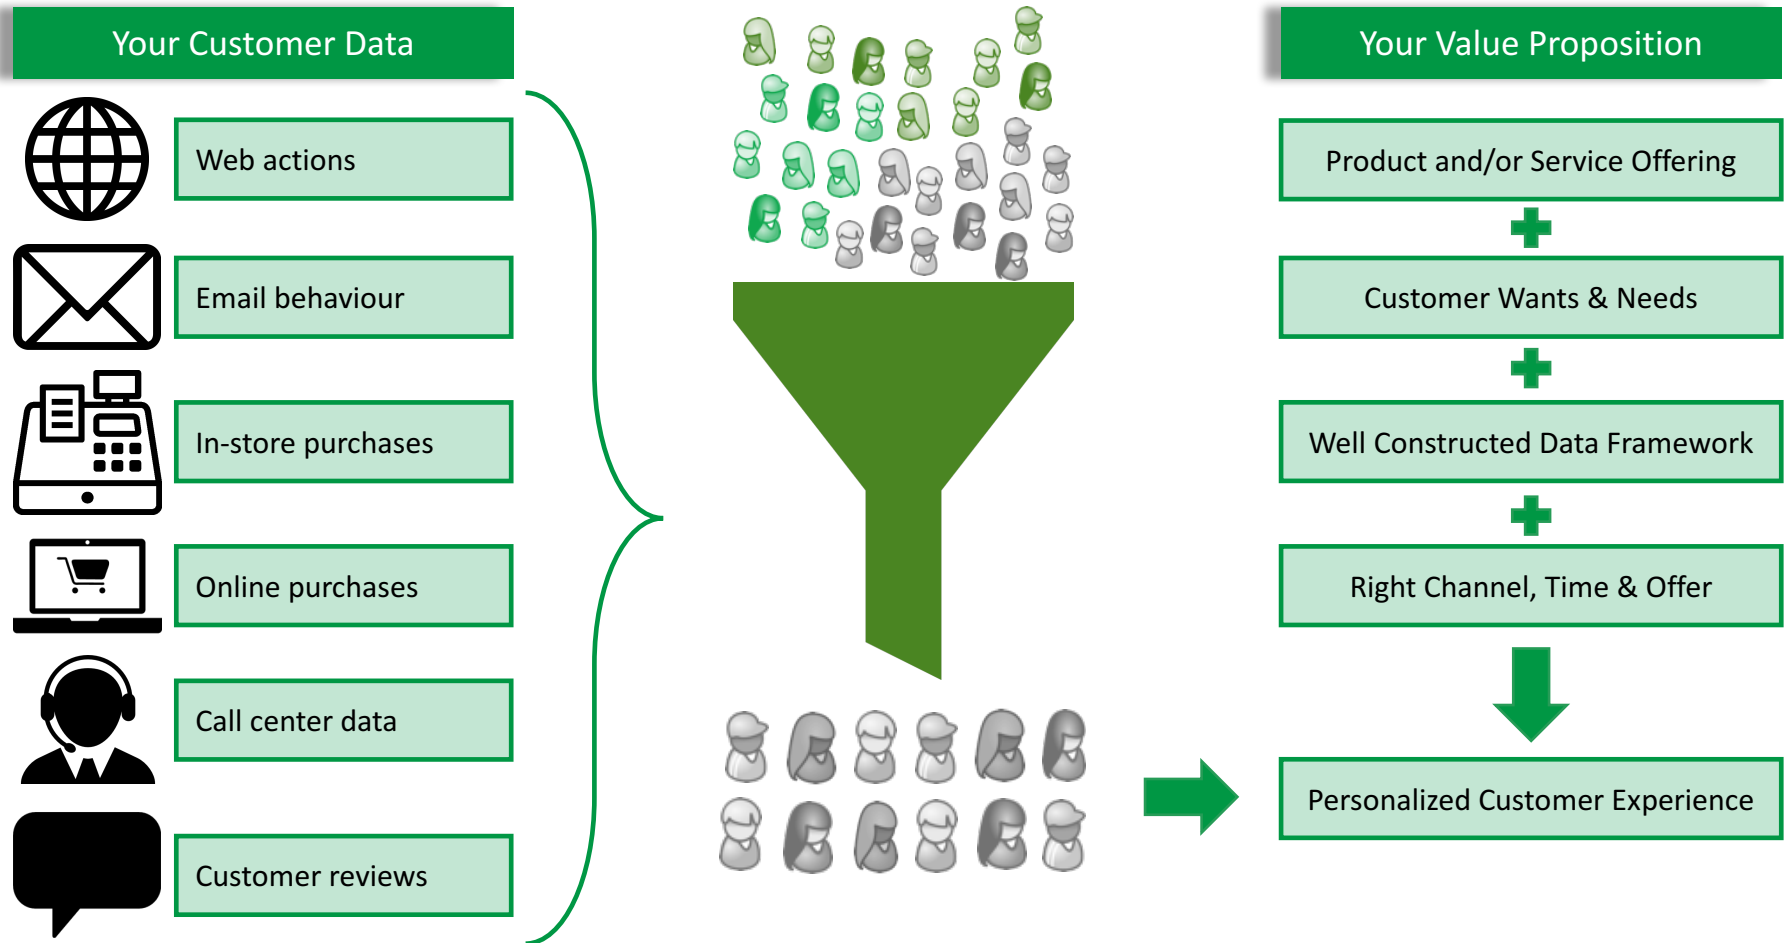 Your Customer Data
Web actions
Email behaviour
In-store purchases
Online purchases
Call center data
Customer reviews
Your Value Proposition
Product and/or Service Offering
Customer Wants & Needs
Well Constructed Data Framework
Right Channel, Time & Offer
Personalized Customer Experience